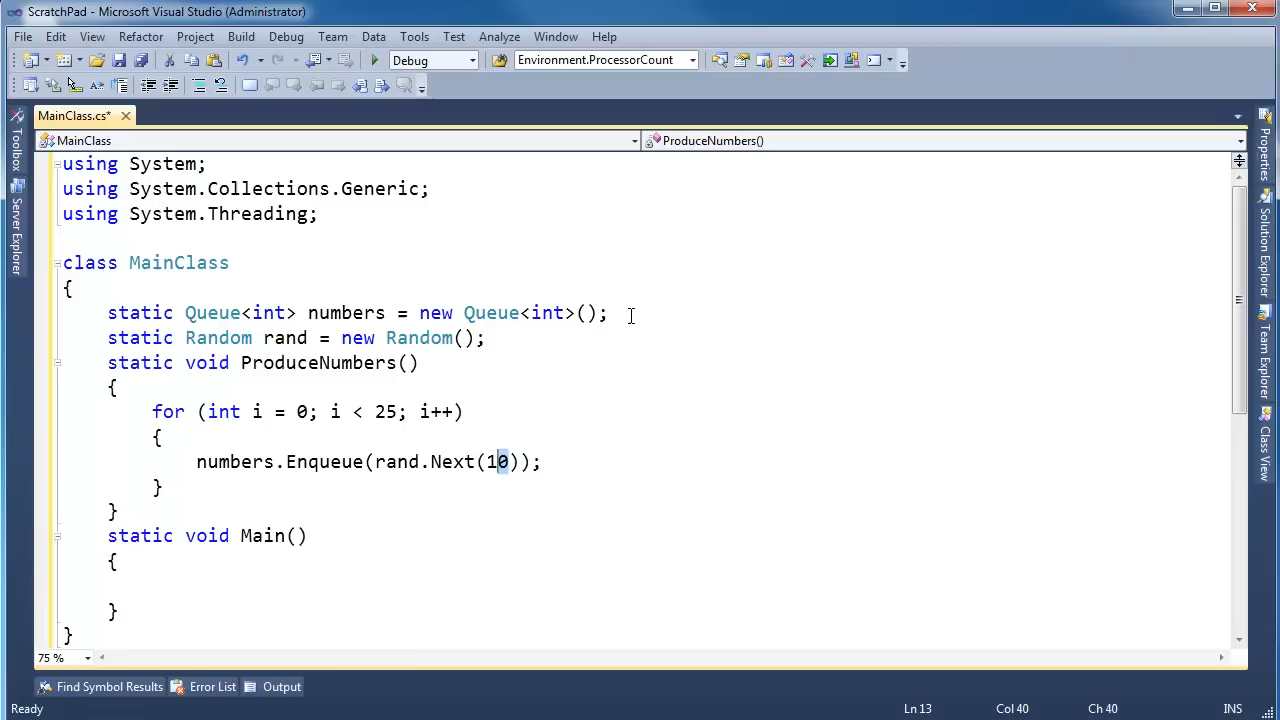 ScratchPad - Microsoft Visual Studio (Administrator)
File Edit View Refactor Project Build Debug Team Data Tools Test Analyze Window Help
Debug Environment.ProcessorCount
MainClass.cs*
MainClass ProduceNumbers()
using System;
using System.Collections.Generic;
using System.Threading;
class MainClass
{
static Queue<int> numbers = new Queue<int>();
static Random rand = new Random();
static void ProduceNumbers()
{
for (int i = 0; i < 25; i++)
{
numbers.Enqueue(rand.Next(10));
}
}
static void Main()
{
}
}
75 %
Toolbox
Server Explorer
Properties
Solution Explorer
Team Explorer
Class View
Find Symbol Results Error List Output
Ready Ln 13 Col 40 Ch 40 INS